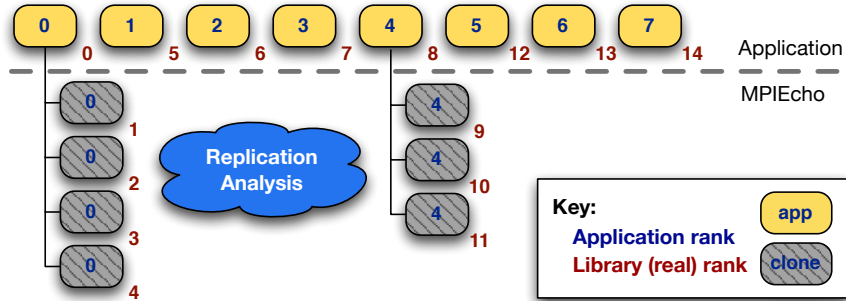 0 1 2 3 4 5 6 7
0 5 6 7 8 12 13 14
Application
MPIEcho
0
1
0
2
0
3
0
4
Replication
Analysis
4
9
4
10
4
11
Key:
app
Application rank
Library (real) rank
clone